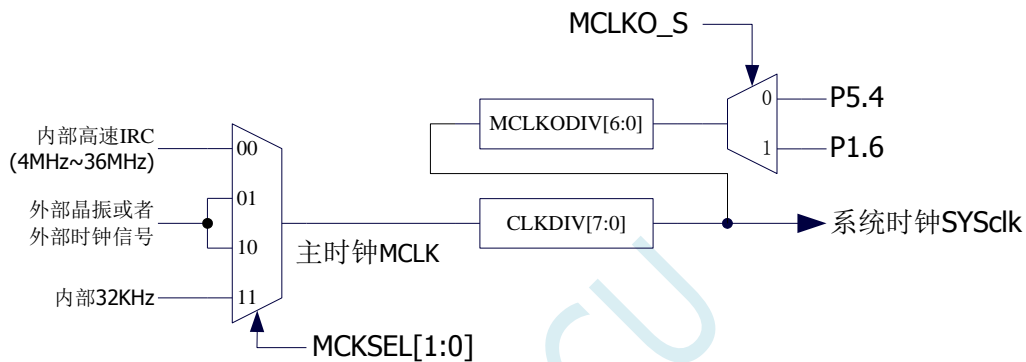 MCLKO_S
MCLKODIV[6:0]
0
P5.4
1
P1.6
内部高速IRC
(4MHz~36MHz)
00
外部晶振或者
外部时钟信号
01
10
内部32KHz
11
主时钟MCLK
CLKDIV[7:0]
系统时钟SYSclk
MCKSEL[1:0]
CU